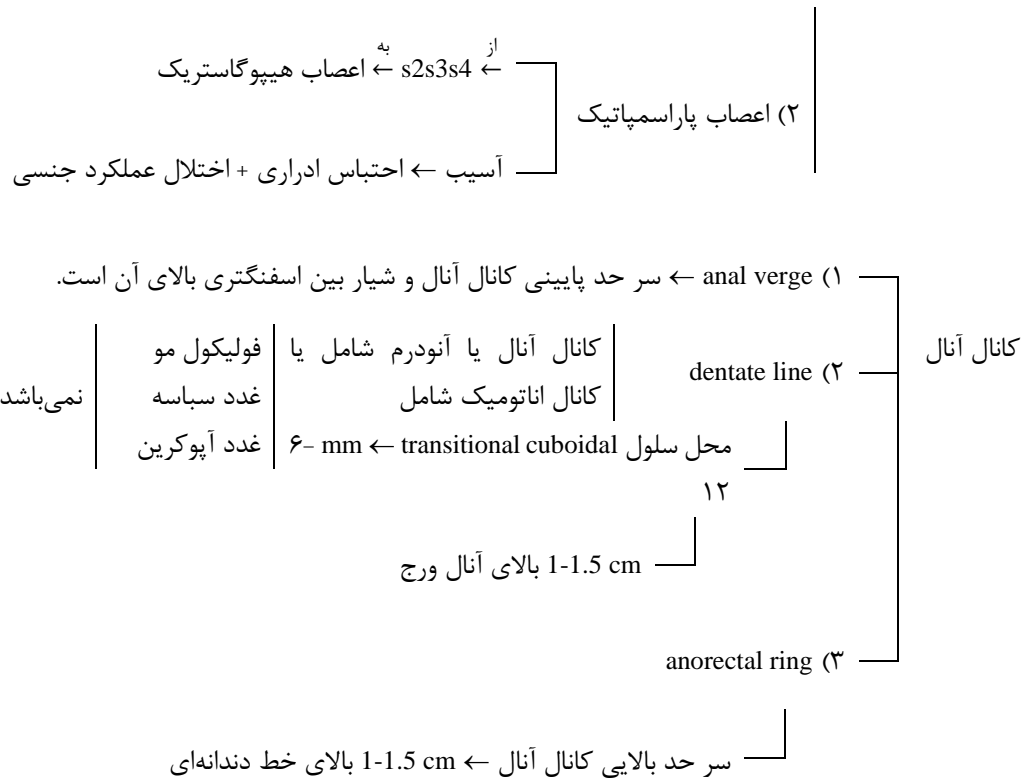 ۲) اعصاب پاراسمپاتیک
از ← s2s3s4 به ← اعصاب هیپوگاستریک
آسیب ← احتباس ادراری + اختلال عملکرد جنسی
کانال آنال
۱) anal verge ← سر حد پایینی کانال آنال و شیار بین اسفنگتری بالای آن است.
۲) dentate line
کانال آنال یا آنودرم شامل یا
کانال اناتومیک شامل
فولیکول مو
غدد سباسه
غدد آپوکرین
نمی‌باشد
محل سلول transitional cuboidal ← mm ۶-
۱۲
1-1.5 cm بالای آنال ورج
۳) anorectal ring
سر حد بالایی کانال آنال ← 1-1.5 cm بالای خط دندانه‌ای